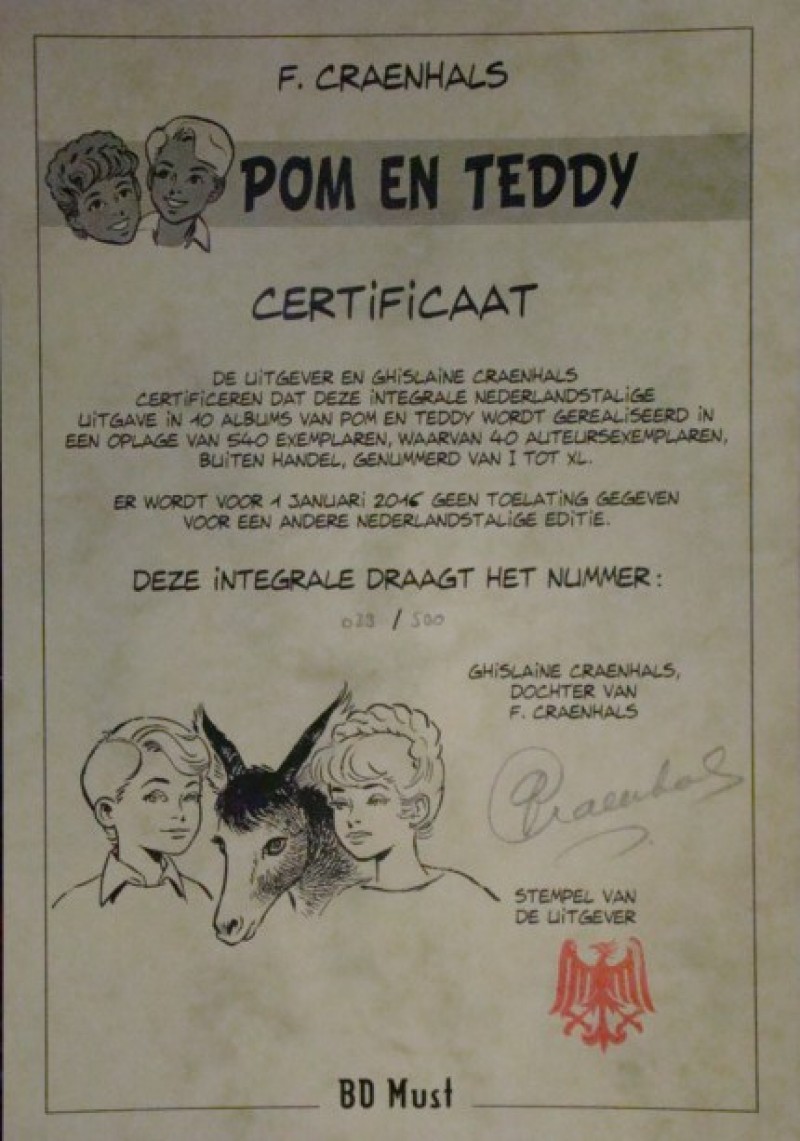 F. CRAENHALS
POM EN TEDDY
CERTiFiCAAT
DE UiTGEVER EN GHiSLAiNE CRAENHALS
CERTiFiCEREN DAT DEZE iNTEGRALE NEDERLANDSTALiGE
UiTGAVE iN 10 ALBUMS VAN POM EN TEDDY WORDT GEREALiSEERD iN
EEN OPLAGE VAN 540 EXEMPLAREN, WAARVAN 40 AUTEURSEXEMPLAREN,
BUiTEN HANDEL, GENUMMERD VAN I TOT XL.
ER WORDT VOOR 1 JANUARi 2016 GEEN TOELATiNG GEGEVEN
VOOR EEN ANDERE NEDERLANDSTALiGE EDiTiE.
DEZE iNTEGRALE DRAAGT HET NUMMER:
/ 500
GHiSLAiNE CRAENHALS,
DOCHTER VAN
F. CRAENHALS
Craenhals
STEMPEL VAN
DE UiTGEVER
BD Must